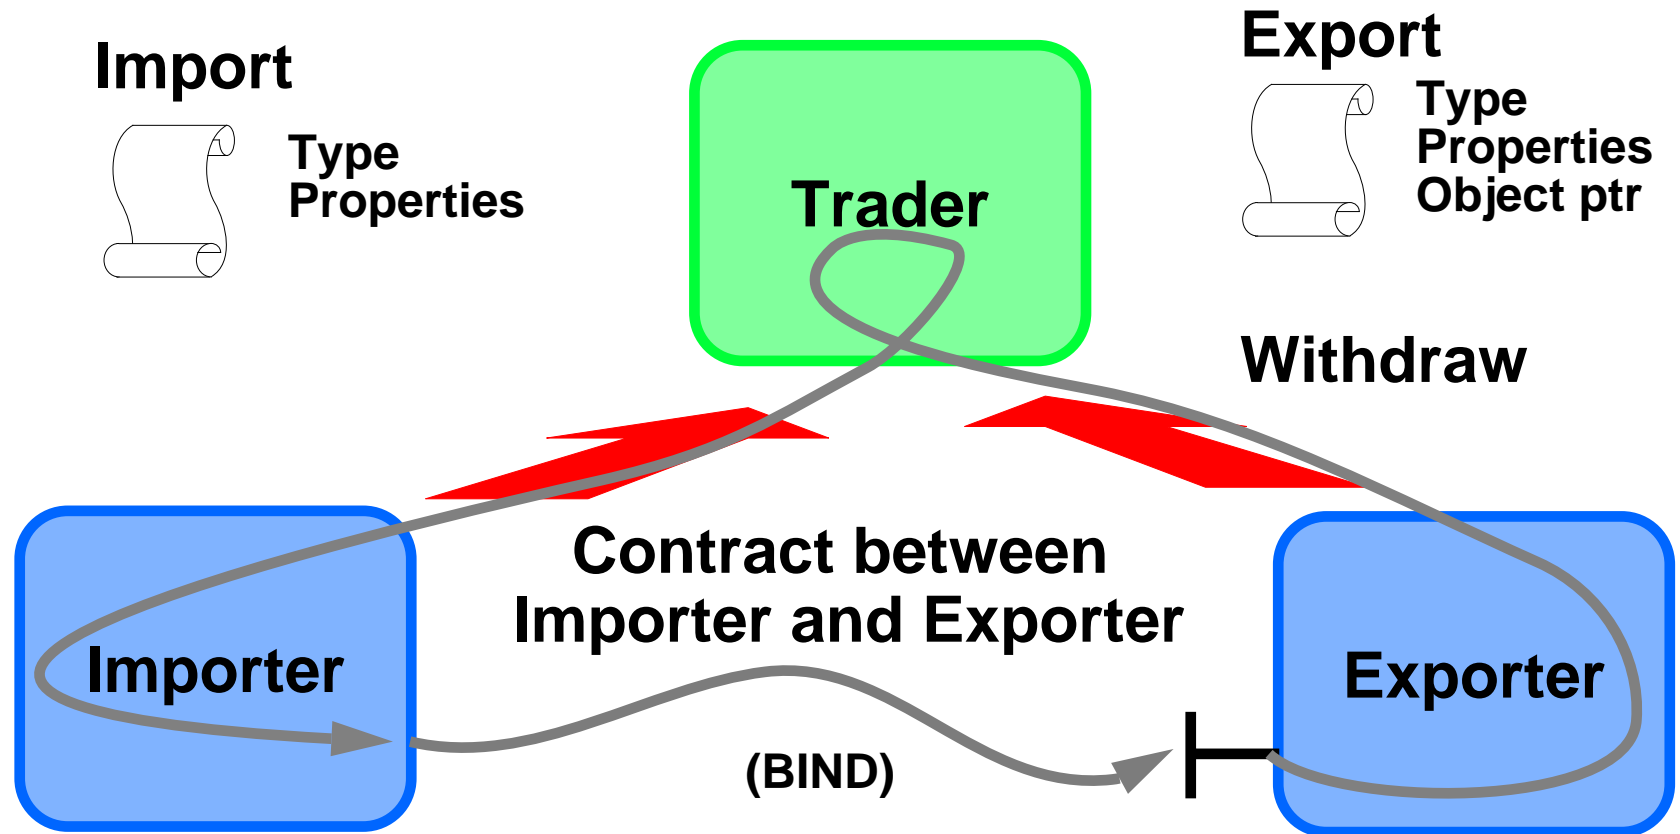 Import
Type
Properties
Export
Type
Properties
Object ptr
Trader
Withdraw
Contract between
Importer and Exporter
Importer
Exporter
(BIND)